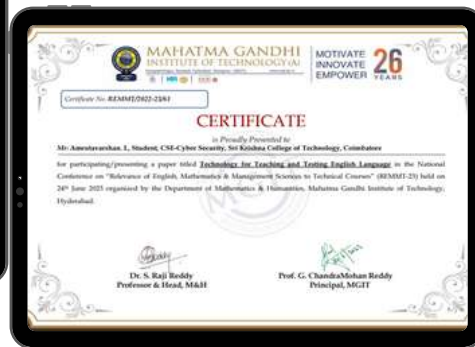 MAHATMA GANDHI
INSTITUTE OF TECHNOLOGY(A)
MOTIVATE
INNOVATE
EMPOWER
26
YEARS
Certificate No. REMMT/2022-23/61
CERTIFICATE
is Proudly Presented to
Mr. Amrutavarshan. L, Student, CSE-Cyber Security, Sri Krishna College of Technology, Coimbatore
for participating/presenting a paper titled Technology for Teaching and Testing English Language in the National
Conference on "Relevance of English, Mathematics & Management Sciences to Technical Courses" (REMMT-23) held on
24th June 2023 organized by the Department of Mathematics & Humanities, Mahatma Gandhi Institute of Technology,
Hyderabad.
Dr. S. Raji Reddy
Professor & Head, M&H
Prof. G. ChandraMohan Reddy
Principal, MGIT